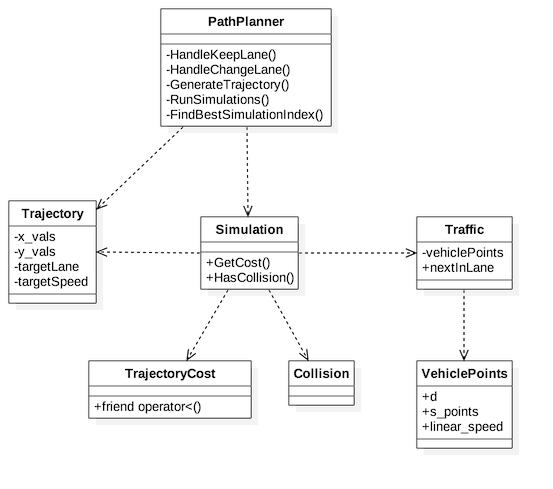 PathPlanner
-HandleKeepLane()
-HandleChangeLane()
-GenerateTrajectory()
-RunSimulations()
-FindBestSimulationIndex()
Trajectory
-x_vals
-y_vals
-targetLane
-targetSpeed
Simulation
+GetCost()
+HasCollision()
Traffic
-vehiclePoints
+nextInLane
TrajectoryCost
+friend operator<()
Collision
VehiclePoints
+d
+s_points
+linear_speed